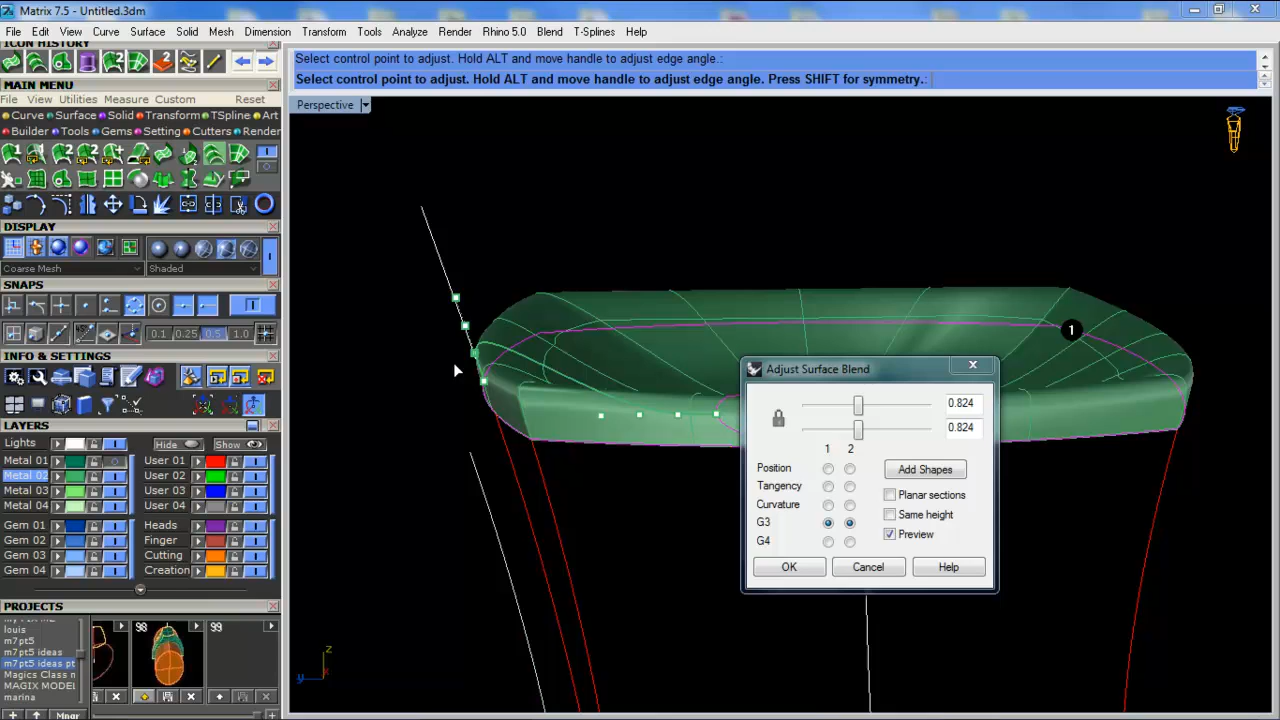 Matrix 7.5 - Untitled.3dm
File View Curve Surface Solid Mesh Dimension Transform Tools Analyze Render Rhino 5.0 Blend T-Splines Help
ICON HISTORY
Select control point to adjust. Hold ALT and move handle to adjust edge angle.:
Select control point to adjust. Hold ALT and move handle to adjust edge angle. Press SHIFT for symmetry.:
MAIN MENU
File View Utilities Measure Custom Reset
Curve Surface Solid Transform TSpline Art
Builder Tools Gems Setting Cutters Render
Perspective
DISPLAY
Coarse Mesh Shaded
SNAPS
0.1 0.25 0.5 1.0
INFO & SETTINGS
LAYERS
Lights Hide Show
Metal 01 User 01
Metal 02 User 02
Metal 03 User 03
Metal 04 User 04
Gem 01 Heads
Gem 02 Finger
Gem 03 Cutting
Gem 04 Creation
PROJECTS
louis
m7pt5
m7pt5 ideas
m7pt5 ideas pt
Magics Class n
MAGIX MODEL
marina
98 99
Mngr
1
Adjust Surface Blend
0.824
0.824
1 2
Position
Tangency
Curvature
G3
G4
Add Shapes
Planar sections
Same height
Preview
OK Cancel Help
z
y x